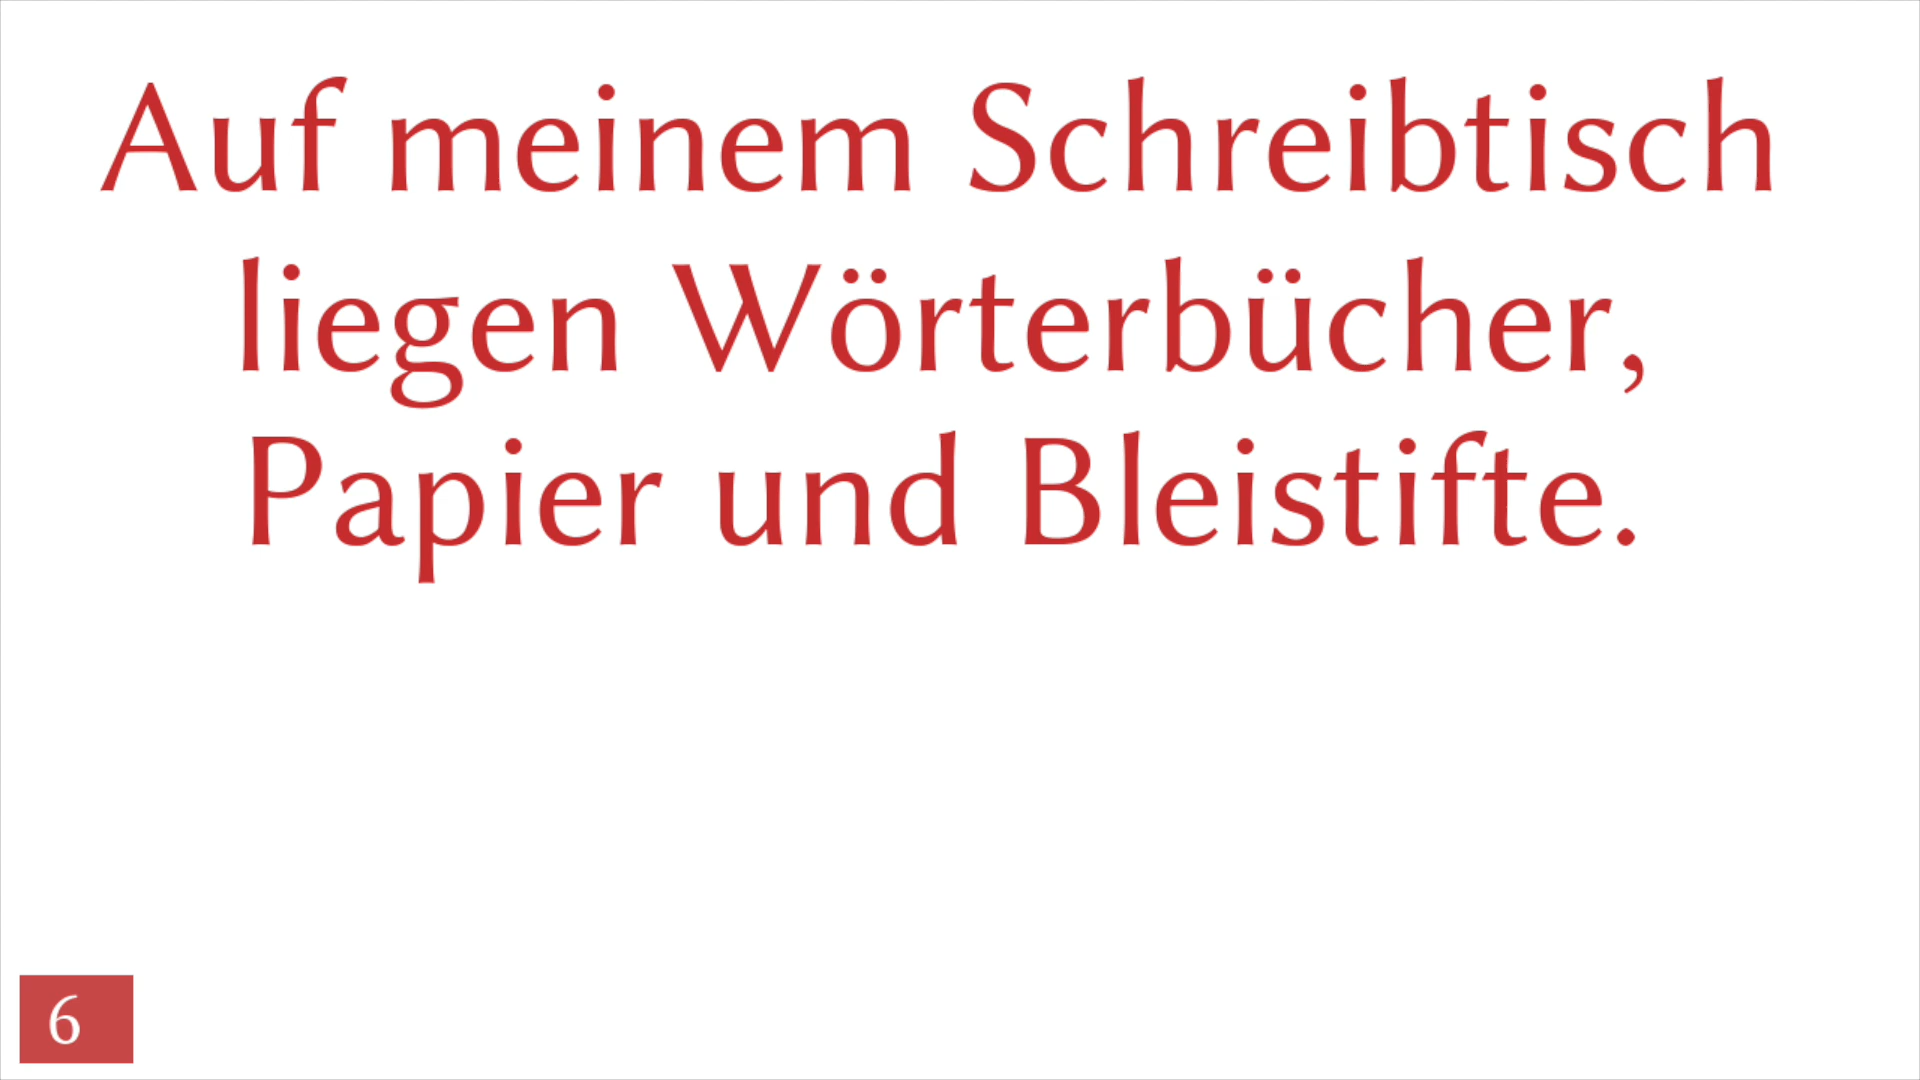 Auf meinem Schreibtisch
liegen Wörterbücher,
Papier und Bleistifte.
6